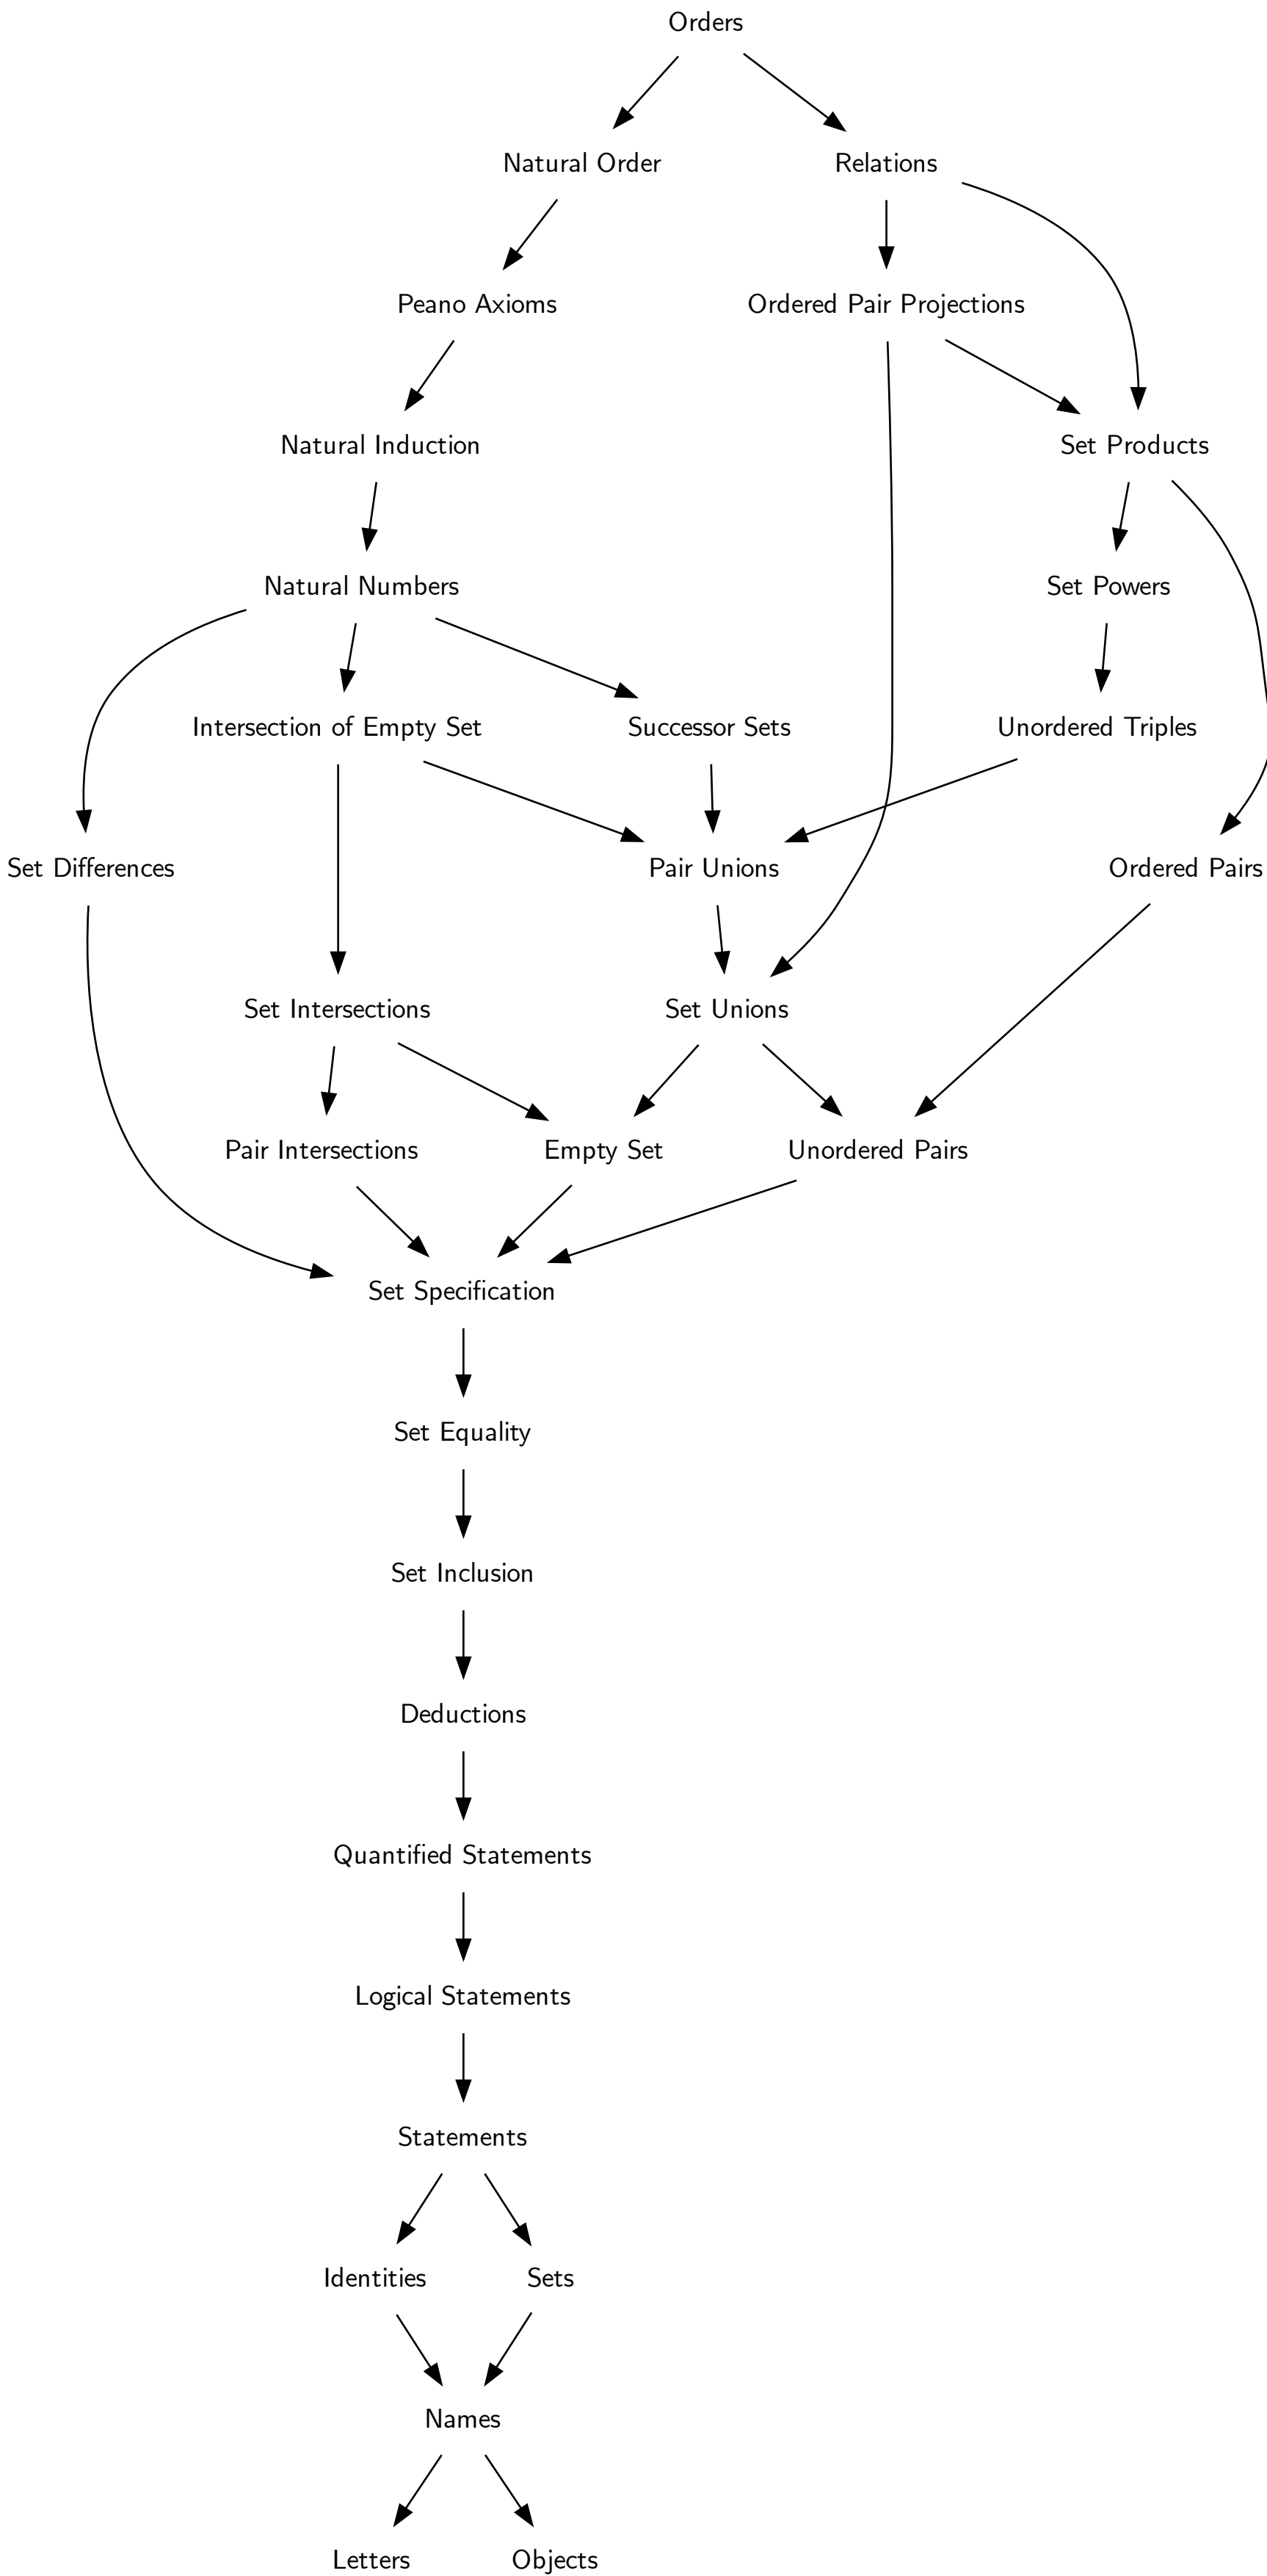 Orders
Natural Order
Relations
Peano Axioms
Ordered Pair Projections
Natural Induction
Set Products
Natural Numbers
Set Powers
Intersection of Empty Set
Successor Sets
Unordered Triples
Set Differences
Pair Unions
Ordered Pairs
Set Intersections
Set Unions
Pair Intersections
Empty Set
Unordered Pairs
Set Specification
Set Equality
Set Inclusion
Deductions
Quantified Statements
Logical Statements
Statements
Identities
Sets
Names
Letters
Objects